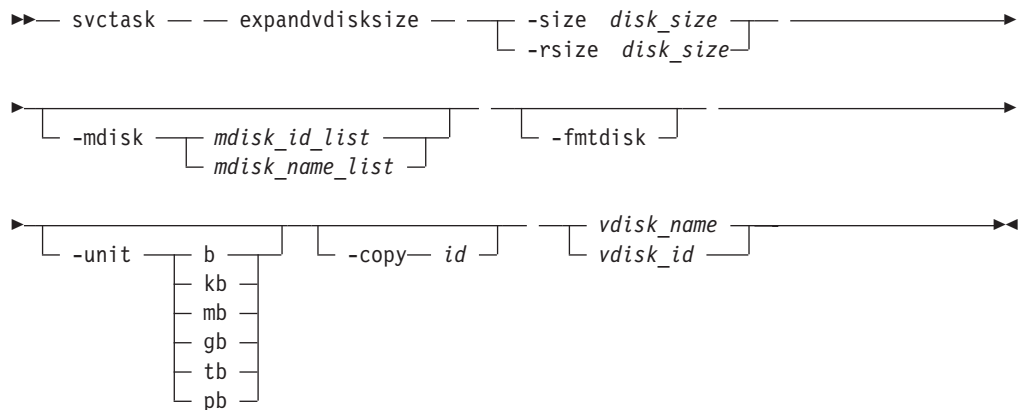 svctask expandvdisksize -size disk_size
-rsize disk_size
-mdisk mdisk_id_list -fmtdisk
mdisk_name_list
-unit b -copy id vdisk_name
kb vdisk_id
mb
gb
tb
pb